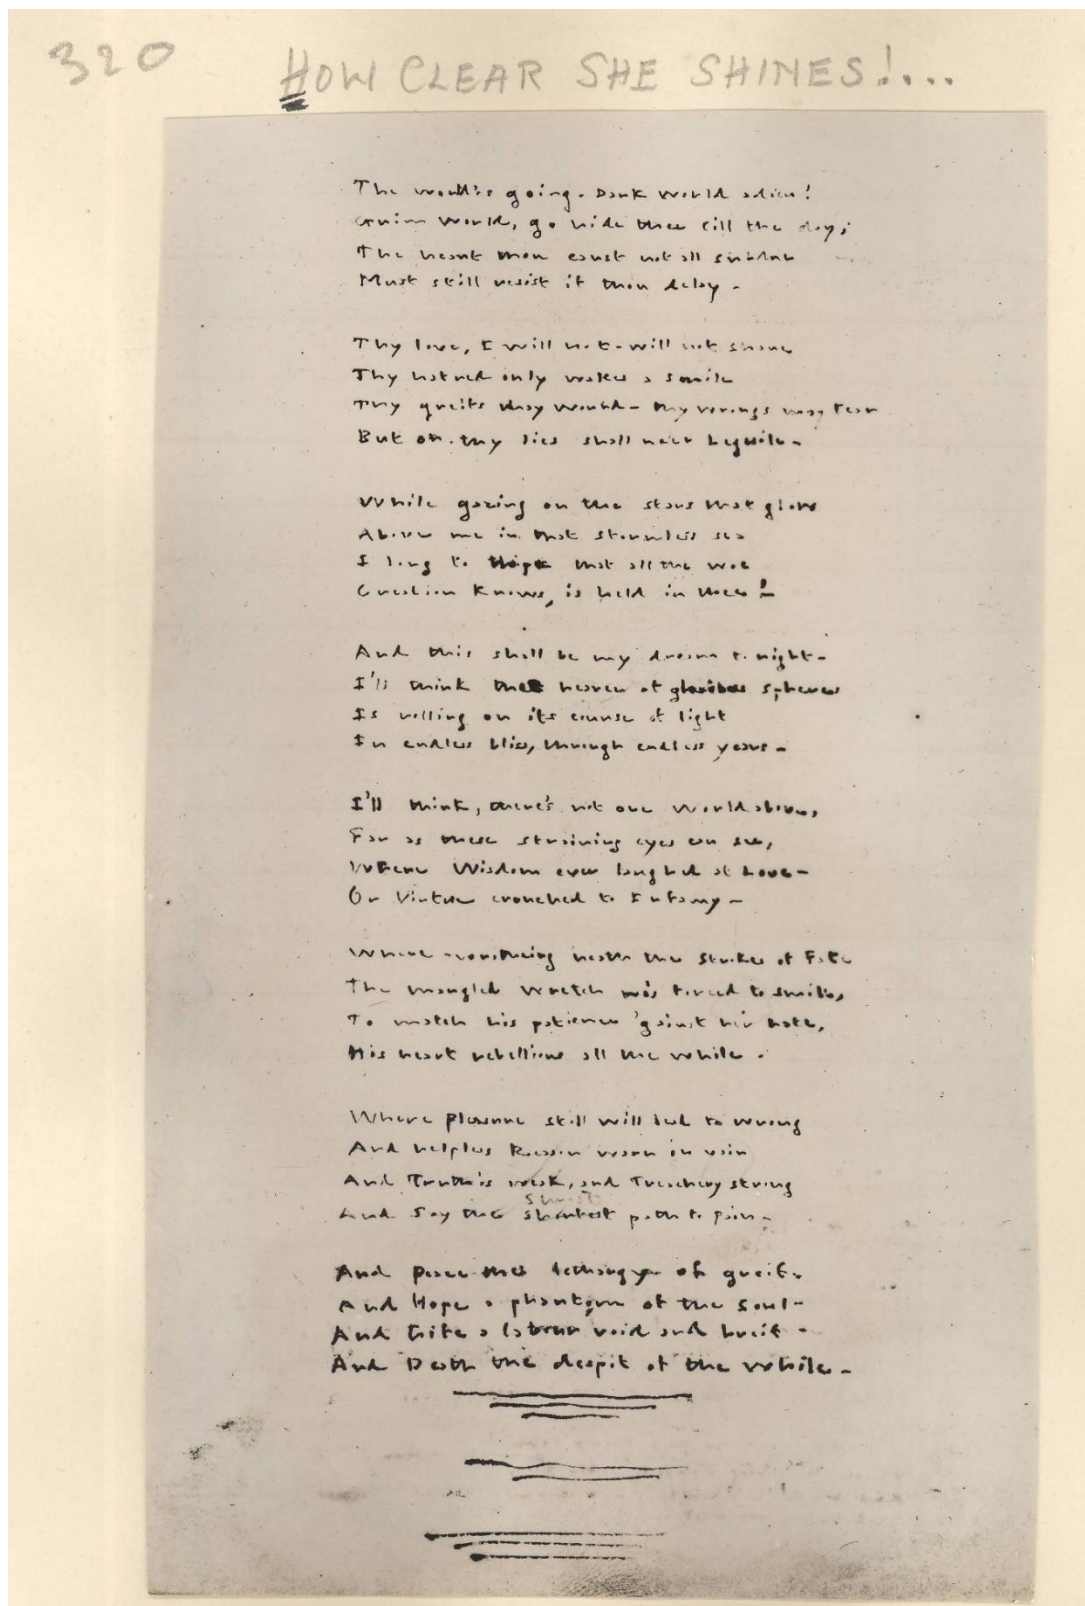 320
HOW CLEAR SHE SHINES!....
The world's going. Dark world adieu!
Grim world, go hide thee till the day;
The heart thou canst not all subdue
Must still resist if thou delay -
Thy love, I will not - will not share
Thy hatred only wakes a smile
Thy greifs may wound - thy wrongs may tear
But oh. thy lies shall ne'er beguile -
While gazing on the stars that glow
Above me in that stormless sea
I long to hope that all the woe
Creation knows, is held in thee!
And this shall be my dream to night -
I'll think the heaven of glorious spheres
Is rolling on its course of light
In endless bliss, through endless years -
I'll think, there's not one world above,
Far as these straining eyes can see,
Where Wisdom ever laughed at Love -
Or Virtue crouched to Infamy -
Where writheing neath the strokes of Fate
The mangled wretch was forced to smile,
To match his patience 'gainst her hate,
His heart rebellious all the while -
Where pleasure still will lead to wrong
And helpless Reason warn in vain
And Truth is weak, and Treachery strong
And Joy the shortest path to pain -
And peace the lethargy of greif -
And Hope a phantom of the soul -
And Life a labour void and breif -
And Death the despit of the whole -